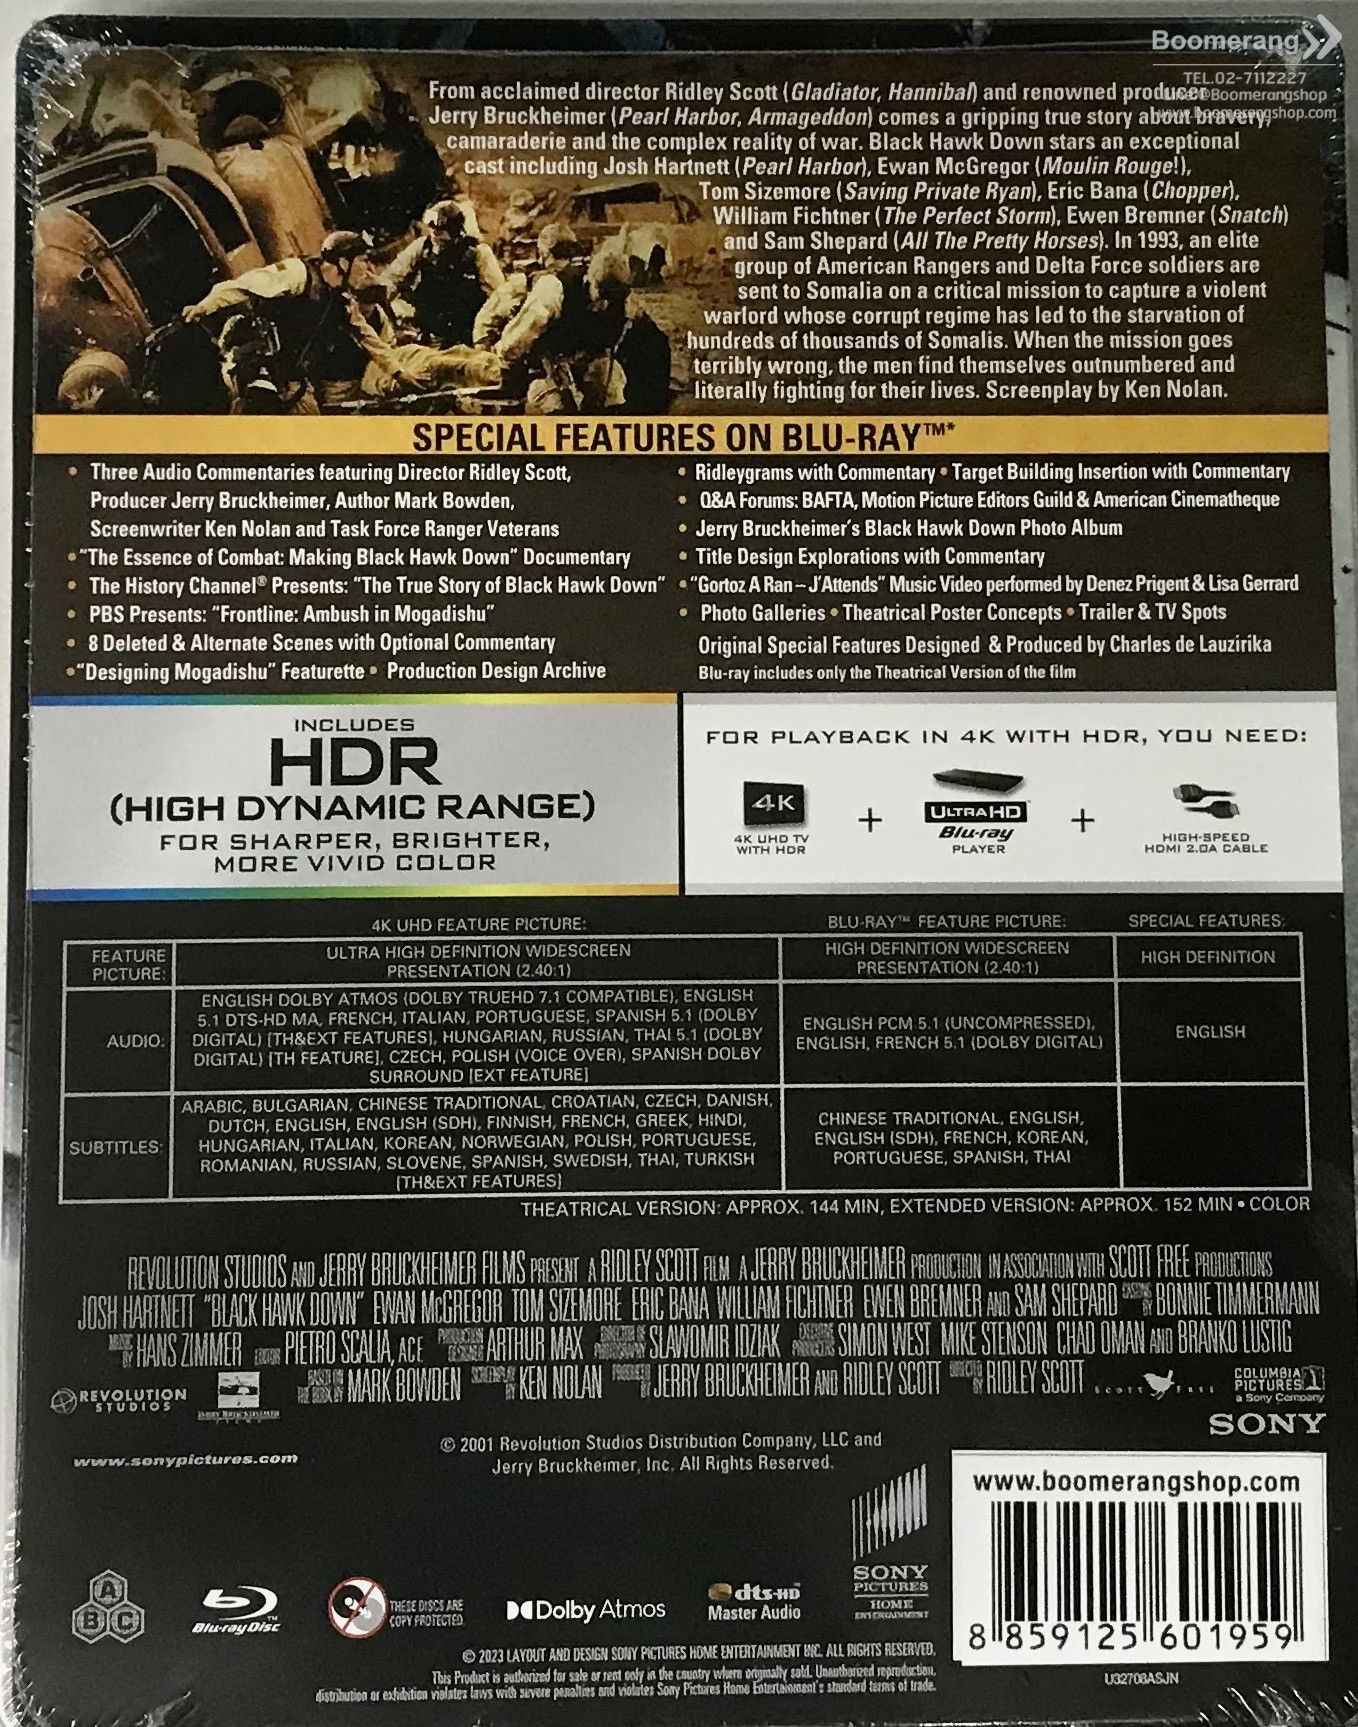 Boomerang
TEL.02-7112227
Line:@Boomerangshop
www.boomerangshop.com
From acclaimed director Ridley Scott (Gladiator, Hannibal) and renowned producer
Jerry Bruckheimer (Pearl Harbor, Armageddon) comes a gripping true story about bravery,
camaraderie and the complex reality of war. Black Hawk Down stars an exceptional
cast including Josh Hartnett (Pearl Harbor), Ewan McGregor (Moulin Rouge!),
Tom Sizemore (Saving Private Ryan), Eric Bana (Chopper),
William Fichtner (The Perfect Storm), Ewen Bremner (Snatch)
and Sam Shepard (All The Pretty Horses). In 1993, an elite
group of American Rangers and Delta Force soldiers are
sent to Somalia on a critical mission to capture a violent
warlord whose corrupt regime has led to the starvation of
hundreds of thousands of Somalis. When the mission goes
terribly wrong, the men find themselves outnumbered and
literally fighting for their lives. Screenplay by Ken Nolan.
SPECIAL FEATURES ON BLU-RAY™*
• Three Audio Commentaries featuring Director Ridley Scott,
Producer Jerry Bruckheimer, Author Mark Bowden,
Screenwriter Ken Nolan and Task Force Ranger Veterans
• "The Essence of Combat: Making Black Hawk Down" Documentary
• The History Channel® Presents: "The True Story of Black Hawk Down"
• PBS Presents: "Frontline: Ambush in Mogadishu"
• 8 Deleted & Alternate Scenes with Optional Commentary
• "Designing Mogadishu" Featurette • Production Design Archive
• Ridleygrams with Commentary • Target Building Insertion with Commentary
• Q&A Forums: BAFTA, Motion Picture Editors Guild & American Cinematheque
• Jerry Bruckheimer's Black Hawk Down Photo Album
• Title Design Explorations with Commentary
• "Gortoz A Ran – J'Attends" Music Video performed by Denez Prigent & Lisa Gerrard
• Photo Galleries • Theatrical Poster Concepts • Trailer & TV Spots
Original Special Features Designed & Produced by Charles de Lauzirika
Blu-ray includes only the Theatrical Version of the film
INCLUDES
HDR
(HIGH DYNAMIC RANGE)
FOR SHARPER, BRIGHTER,
MORE VIVID COLOR
FOR PLAYBACK IN 4K WITH HDR, YOU NEED:
4K
4K UHD TV
WITH HDR
+
ULTRA HD
Blu-ray
PLAYER
+
HIGH-SPEED
HDMI 2.0A CABLE
4K UHD FEATURE PICTURE:
BLU-RAY™ FEATURE PICTURE:
SPECIAL FEATURES:
FEATURE
PICTURE:
ULTRA HIGH DEFINITION WIDESCREEN
PRESENTATION (2.40:1)
HIGH DEFINITION WIDESCREEN
PRESENTATION (2.40:1)
HIGH DEFINITION
AUDIO:
ENGLISH DOLBY ATMOS (DOLBY TRUEHD 7.1 COMPATIBLE), ENGLISH
5.1 DTS-HD MA, FRENCH, ITALIAN, PORTUGUESE, SPANISH 5.1 (DOLBY
DIGITAL) [TH&EXT FEATURES], HUNGARIAN, RUSSIAN, THAI 5.1 (DOLBY
DIGITAL) [TH FEATURE], CZECH, POLISH (VOICE OVER), SPANISH DOLBY
SURROUND [EXT FEATURE]
ENGLISH PCM 5.1 (UNCOMPRESSED),
ENGLISH, FRENCH 5.1 (DOLBY DIGITAL)
ENGLISH
SUBTITLES:
ARABIC, BULGARIAN, CHINESE TRADITIONAL, CROATIAN, CZECH, DANISH,
DUTCH, ENGLISH, ENGLISH (SDH), FINNISH, FRENCH, GREEK, HINDI,
HUNGARIAN, ITALIAN, KOREAN, NORWEGIAN, POLISH, PORTUGUESE,
ROMANIAN, RUSSIAN, SLOVENE, SPANISH, SWEDISH, THAI, TURKISH
[TH&EXT FEATURES]
CHINESE TRADITIONAL, ENGLISH,
ENGLISH (SDH), FRENCH, KOREAN,
PORTUGUESE, SPANISH, THAI
THEATRICAL VERSION: APPROX. 144 MIN, EXTENDED VERSION: APPROX. 152 MIN • COLOR
REVOLUTION STUDIOS AND JERRY BRUCKHEIMER FILMS PRESENT A RIDLEY SCOTT FILM A JERRY BRUCKHEIMER PRODUCTION IN ASSOCIATION WITH SCOTT FREE PRODUCTIONS
JOSH HARTNETT "BLACK HAWK DOWN" EWAN McGREGOR TOM SIZEMORE ERIC BANA WILLIAM FICHTNER EWEN BREMNER AND SAM SHEPARD CASTING BY BONNIE TIMMERMANN
MUSIC BY HANS ZIMMER EDITOR PIETRO SCALIA, ACE PRODUCTION DESIGNER ARTHUR MAX DIRECTOR OF PHOTOGRAPHY SLAWOMIR IDZIAK EXECUTIVE PRODUCERS SIMON WEST MIKE STENSON CHAD OMAN AND BRANKO LUSTIG
BASED ON THE BOOK BY MARK BOWDEN SCREENPLAY BY KEN NOLAN PRODUCED BY JERRY BRUCKHEIMER AND RIDLEY SCOTT DIRECTED BY RIDLEY SCOTT
REVOLUTION
STUDIOS
JERRY BRUCKHEIMER
SCOTT FREE
COLUMBIA
PICTURES
a Sony Company
SONY
www.sonypictures.com
© 2001 Revolution Studios Distribution Company, LLC and
Jerry Bruckheimer, Inc. All Rights Reserved.
www.boomerangshop.com
8 859125 601959
U32708ASJN
A
B C
Blu-ray Disc™
THESE DISCS ARE
COPY PROTECTED.
Dolby Atmos
dts-HD
Master Audio
SONY
PICTURES
HOME
ENTERTAINMENT
© 2023 LAYOUT AND DESIGN SONY PICTURES HOME ENTERTAINMENT INC. ALL RIGHTS RESERVED.
This Product is authorized for sale or rent only in the country where originally sold. Unauthorized reproduction,
distribution or exhibition violates laws with severe penalties and violates Sony Pictures Home Entertainment's standard terms of trade.